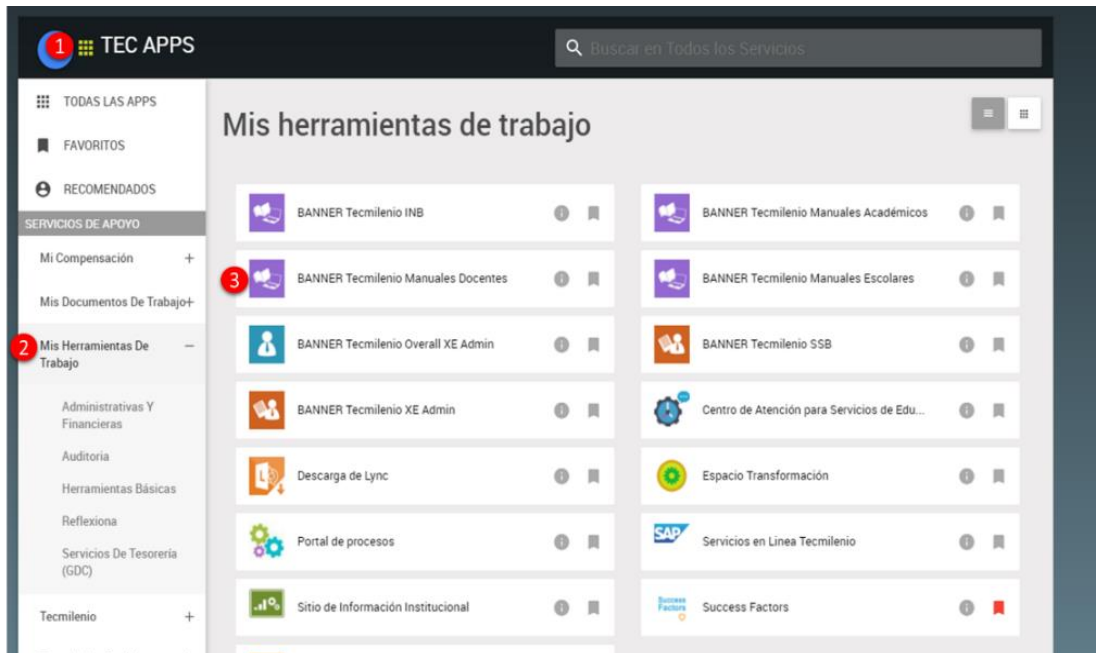 1 TEC APPS
Buscar en Todos los Servicios
TODAS LAS APPS
FAVORITOS
RECOMENDADOS
SERVICIOS DE APOYO
Mi Compensación +
Mis Documentos De Trabajo+
2 Mis Herramientas De
Trabajo
Administrativas Y
Financieras
Auditoria
Herramientas Básicas
Reflexiona
Servicios De Tesorería
(GDC)
Tecmilenio +
Mis herramientas de trabajo
BANNER Tecmilenio INB
BANNER Tecmilenio Manuales Académicos
3 BANNER Tecmilenio Manuales Docentes
BANNER Tecmilenio Manuales Escolares
BANNER Tecmilenio Overall XE Admin
BANNER Tecmilenio SSB
BANNER Tecmilenio XE Admin
Centro de Atención para Servicios de Edu...
Descarga de Lync
Espacio Transformación
Portal de procesos
SAP
Servicios en Linea Tecmilenio
Sitio de Información Institucional
Success
Factors
Success Factors